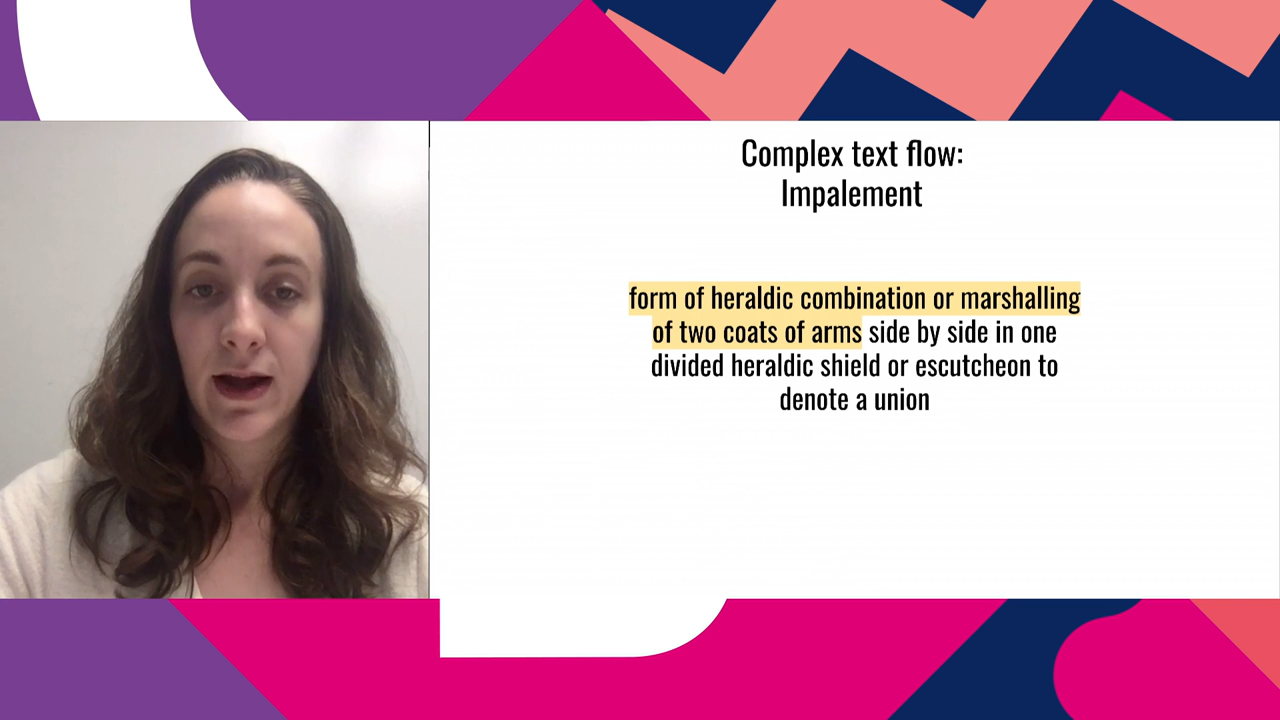 Complex text flow:
Impalement
form of heraldic combination or marshalling
of two coats of arms side by side in one
divided heraldic shield or escutcheon to
denote a union